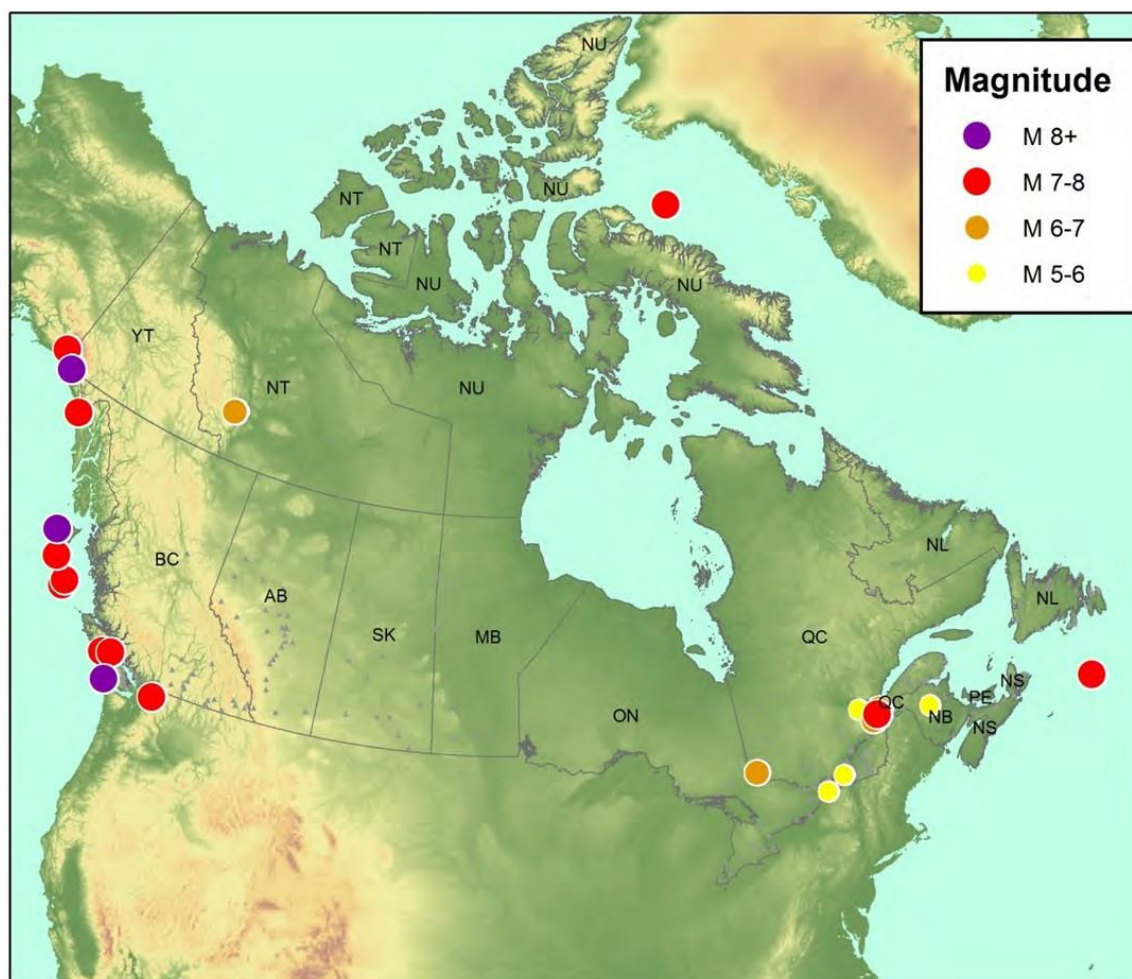 NU
Magnitude
M 8+
M 7-8
M 6-7
M 5-6
NU
NT
NT
NU
NU
YT
NT
NU
BC
NL
AB
NL
SK
MB
QC
NS
QC
PE
NB
NS
ON